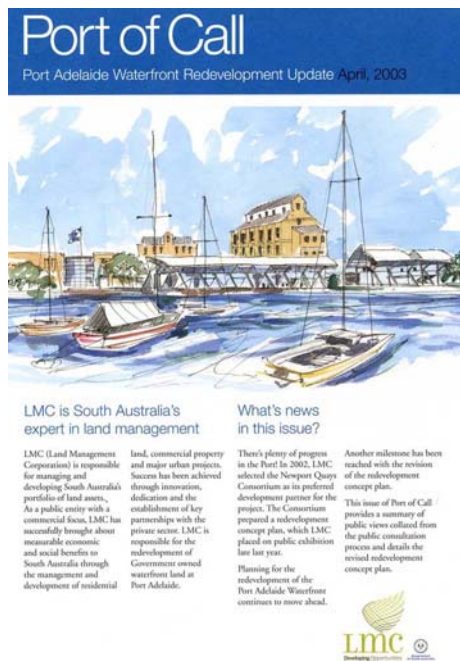 Port of Call
Port Adelaide Waterfront Redevelopment Update April, 2003
LMC is South Australia's
expert in land management
LMC (Land Management
Corporation) is responsible
for managing and
developing South Australia's
portfolio of land assets.
As a public entity with a
commercial focus, LMC has
successfully brought about
measurable economic
and social benefits to
South Australia through
the management and
development of residential
land, commercial property
and major urban projects.
Success has been achieved
through innovation,
dedication and the
establishment of key
partnerships with the
private sector. LMC is
responsible for the
redevelopment of
Government owned
waterfront land at
Port Adelaide.
What's news
in this issue?
There's plenty of progress
in the Port! In 2002, LMC
selected the Newport Quays
Consortium as its preferred
development partner for the
project. The Consortium
prepared a redevelopment
concept plan, which LMC
placed on public exhibition
late last year.
Planning for the
redevelopment of the
Port Adelaide Waterfront
continues to move ahead.
Another milestone has been
reached with the revision
of the redevelopment
concept plan.
This issue of Port of Call
provides a summary of
public views collated from
the public consultation
process and details the
revised redevelopment
concept plan.
LMC
Developing Opportunities